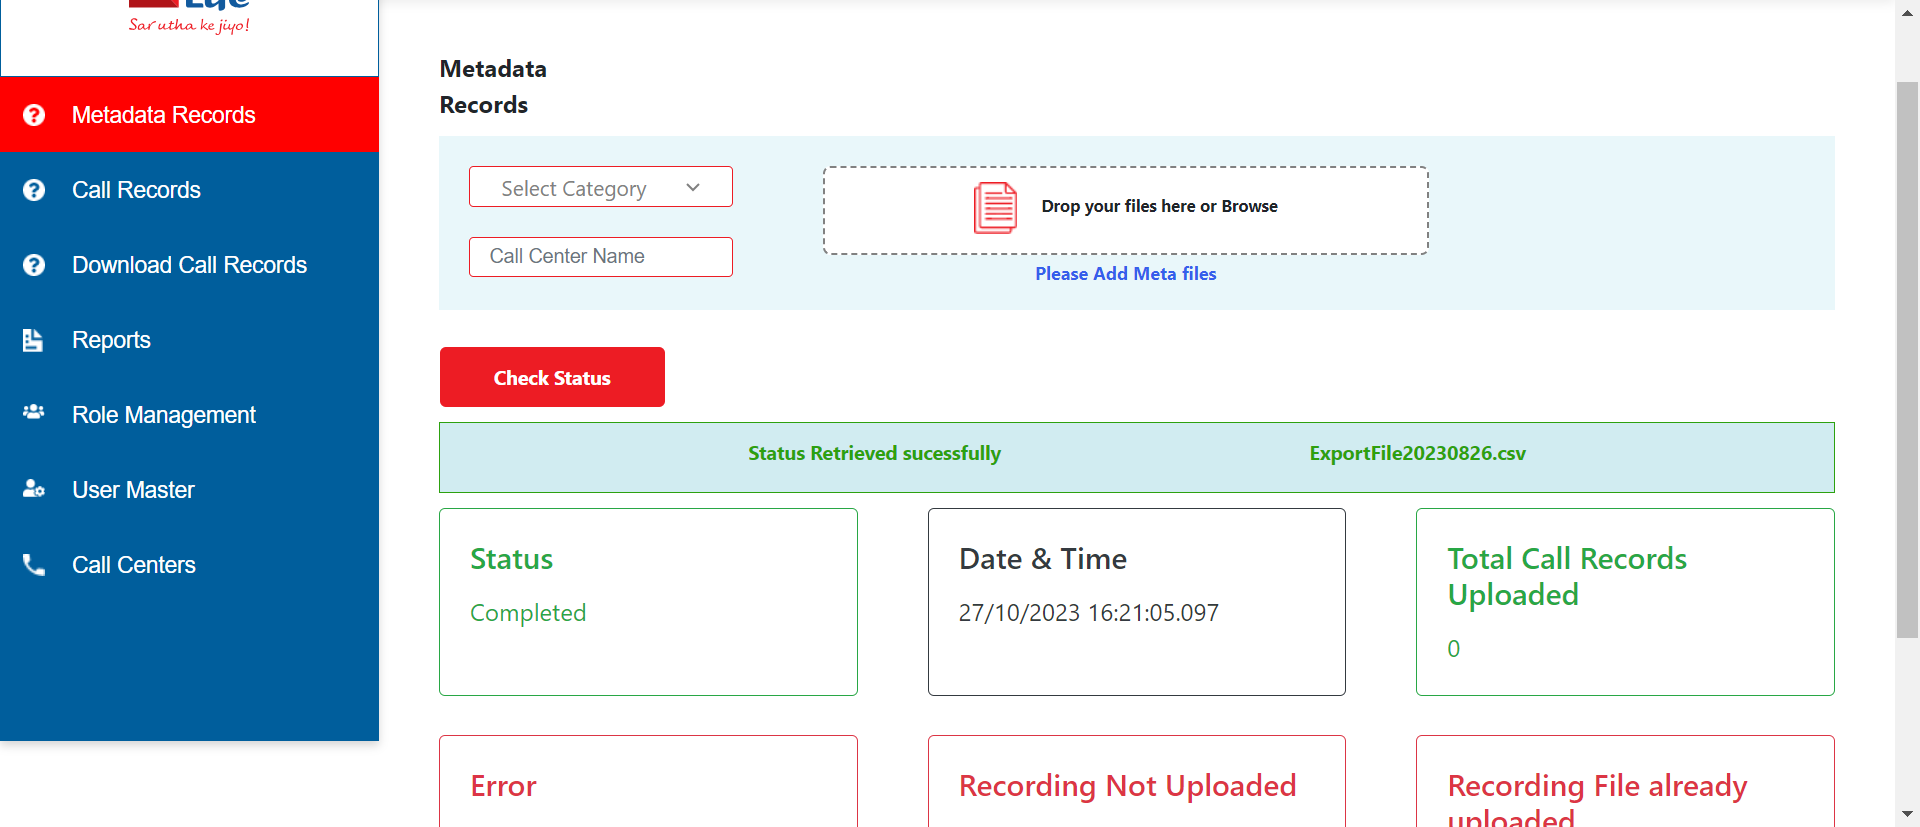 Sar utha ke jiyo!
Metadata Records
Call Records
Download Call Records
Reports
Role Management
User Master
Call Centers
Metadata
Records
Select Category
Call Center Name
Drop your files here or Browse
Please Add Meta files
Check Status
Status Retrieved sucessfully
ExportFile20230826.csv
Status
Completed
Date & Time
27/10/2023 16:21:05.097
Total Call Records
Uploaded
0
Error
Recording Not Uploaded
Recording File already
uploaded